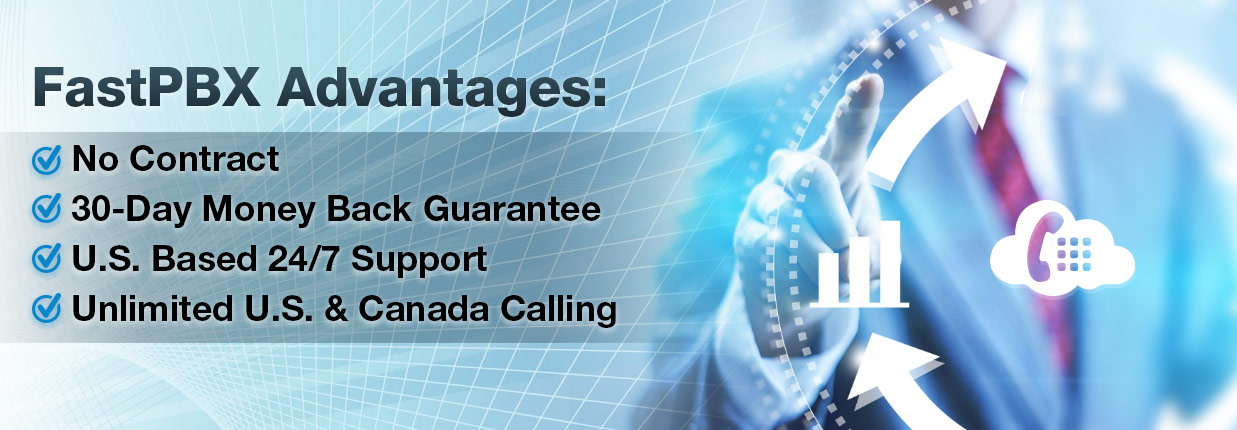 FastPBX Advantages:
No Contract
30-Day Money Back Guarantee
U.S. Based 24/7 Support
Unlimited U.S. & Canada Calling